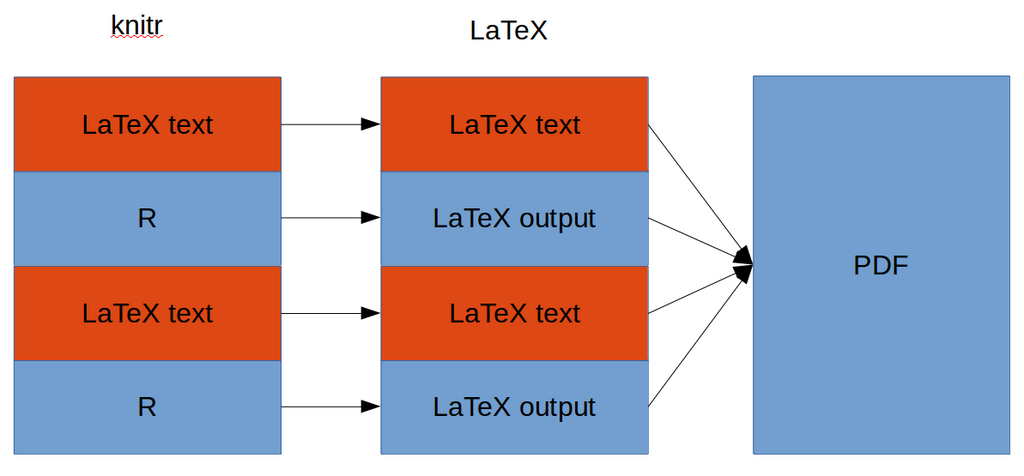 knitr
LaTeX
LaTeX text
LaTeX text
R
LaTeX output
PDF
LaTeX text
LaTeX text
R
LaTeX output